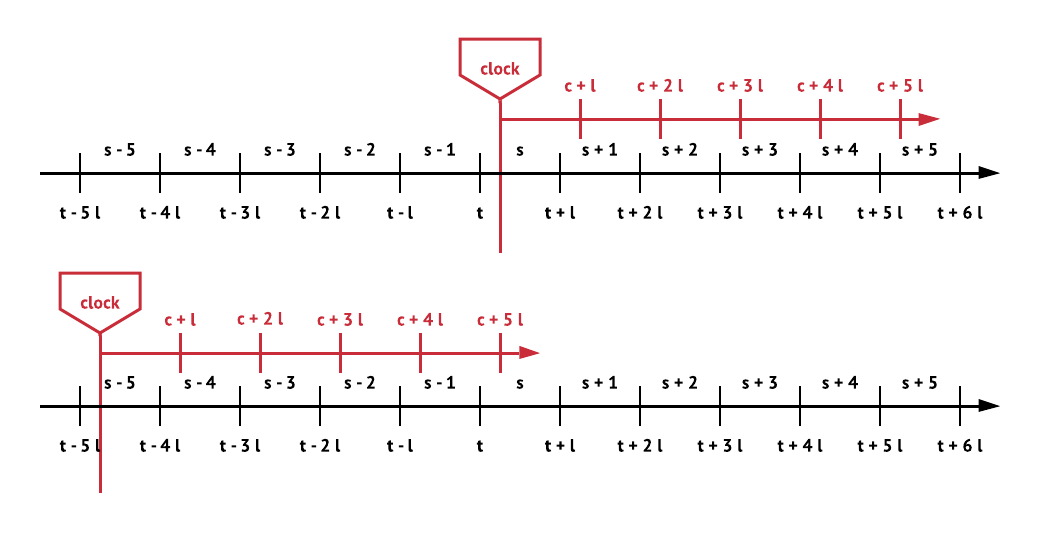 clock
c + l c + 2 l c + 3 l c + 4 l c + 5 l
s - 5 s - 4 s - 3 s - 2 s - 1 s s + 1 s + 2 s + 3 s + 4 s + 5
t - 5 l t - 4 l t - 3 l t - 2 l t - l t t + l t + 2 l t + 3 l t + 4 l t + 5 l t + 6 l
clock
c + l c + 2 l c + 3 l c + 4 l c + 5 l
s - 5 s - 4 s - 3 s - 2 s - 1 s s + 1 s + 2 s + 3 s + 4 s + 5
t - 5 l t - 4 l t - 3 l t - 2 l t - l t t + l t + 2 l t + 3 l t + 4 l t + 5 l t + 6 l